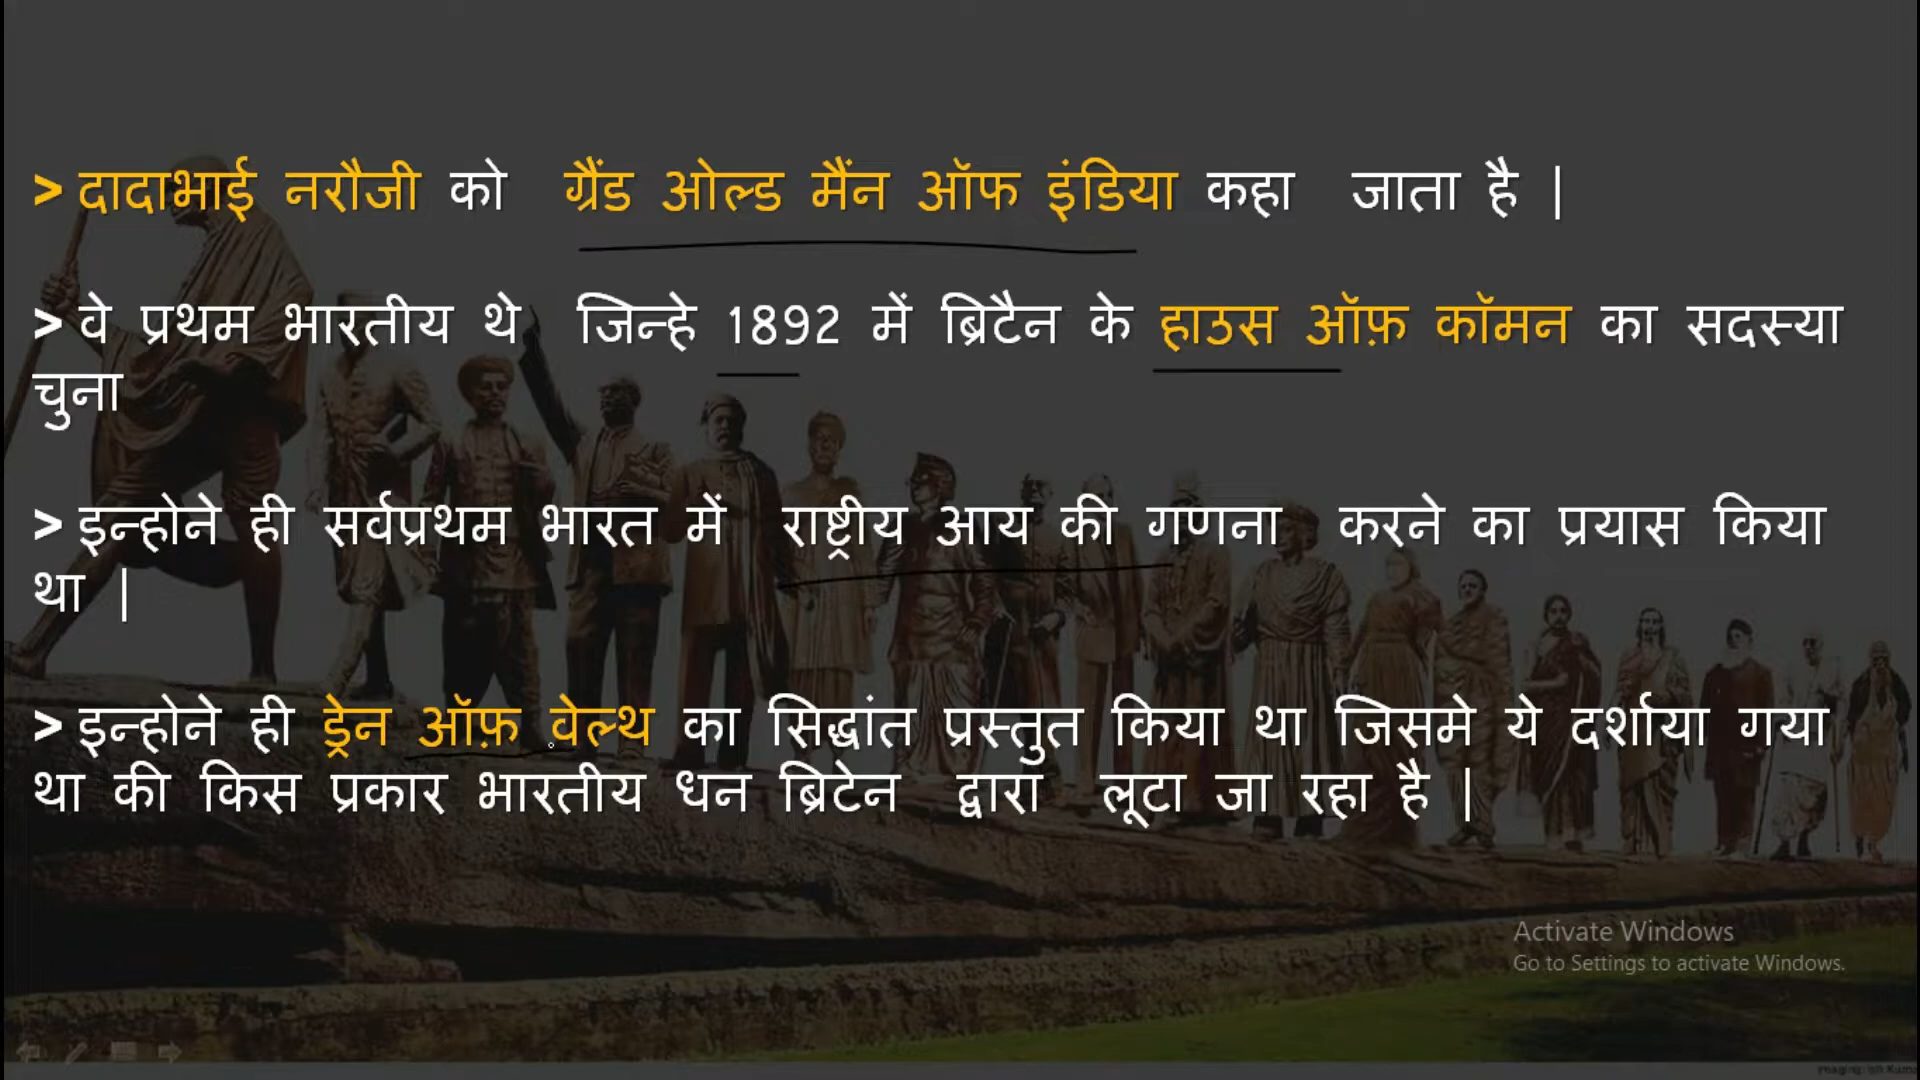 > दादाभाई नरौजी को ग्रैंड ओल्ड मैंन ऑफ इंडिया कहा जाता है |
> वे प्रथम भारतीय थे जिन्हे 1892 में ब्रिटैन के हाउस ऑफ़ कॉमन का सदस्या
चुना
> इन्होने ही सर्वप्रथम भारत में राष्ट्रीय आय की गणना करने का प्रयास किया
था |
> इन्होने ही ड्रेन ऑफ़ वेल्थ का सिद्धांत प्रस्तुत किया था जिसमे ये दर्शाया गया
था की किस प्रकार भारतीय धन ब्रिटेन द्वारा लूटा जा रहा है |
Activate Windows
Go to Settings to activate Windows.